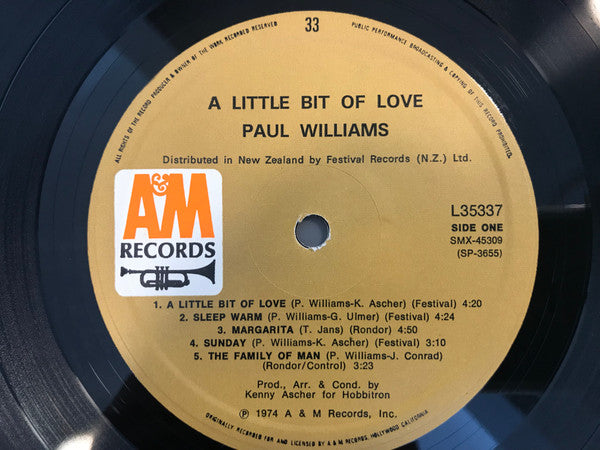 33
ALL RIGHTS OF THE RECORD PRODUCER & OWNER OF THE WORK RECORDED RESERVED
PUBLIC PERFORMANCE BROADCASTING & COPYING OF THIS RECORD PROHIBITED.
A LITTLE BIT OF LOVE
PAUL WILLIAMS
Distributed in New Zealand by Festival Records (N.Z.) Ltd.
A&M
RECORDS
L35337
SIDE ONE
SMX-45309
(SP-3655)
1. A LITTLE BIT OF LOVE (P. Williams-K. Ascher) (Festival) 4:20
2. SLEEP WARM (P. Williams-G. Ulmer) (Festival) 4:24
3. MARGARITA (T. Jans) (Rondor) 4:50
4. SUNDAY (P. Williams-K. Ascher) (Festival) 3:10
5. THE FAMILY OF MAN (P. Williams-J. Conrad)
(Rondor/Control) 3:23
Prod., Arr. & Cond. by
Kenny Ascher for Hobbitron
℗ 1974 A & M Records, Inc.
ORIGINALLY RECORDED FOR AND LICENSED BY A & M RECORDS, HOLLYWOOD CALIFORNIA